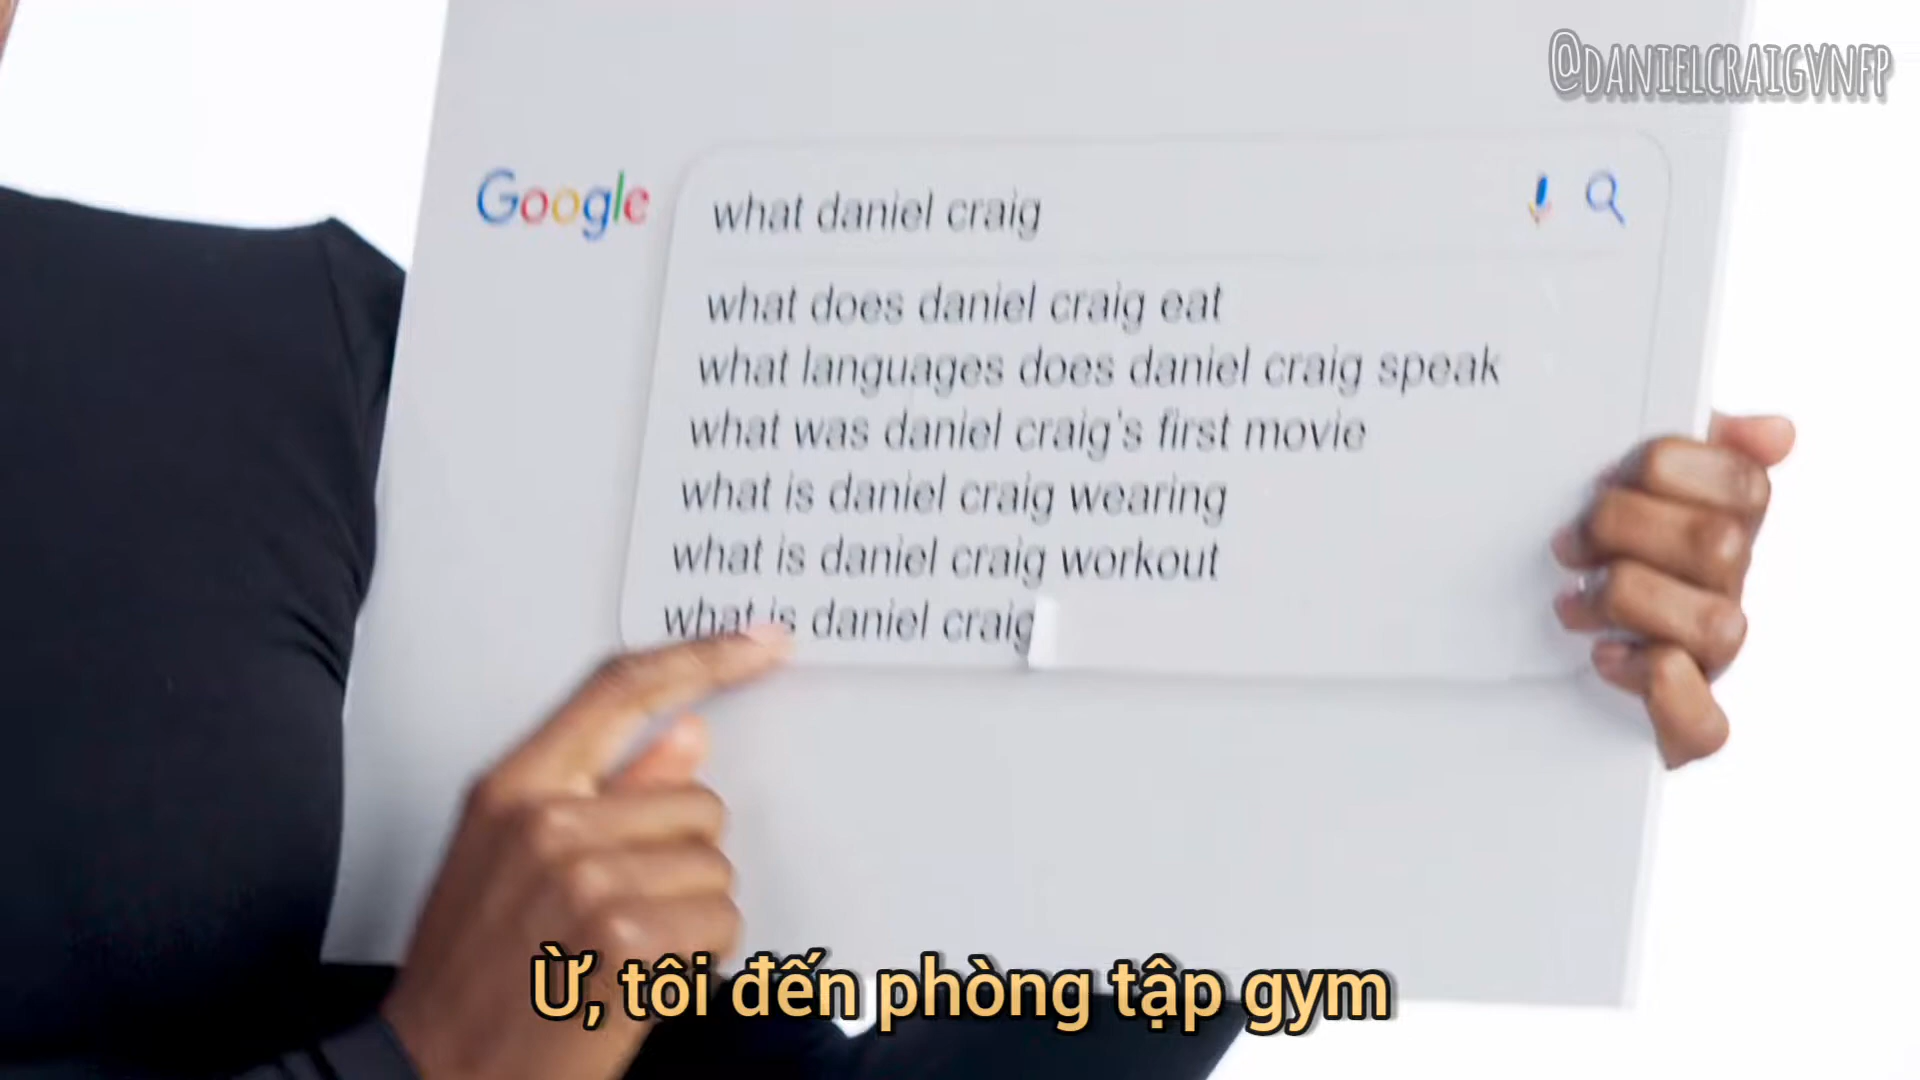 @DANIELCRAIGVNFP
Google what daniel craig
what does daniel craig eat
what languages does daniel craig speak
what was daniel craig's first movie
what is daniel craig wearing
what is daniel craig workout
what is daniel craig
Ừ, tôi đến phòng tập gym